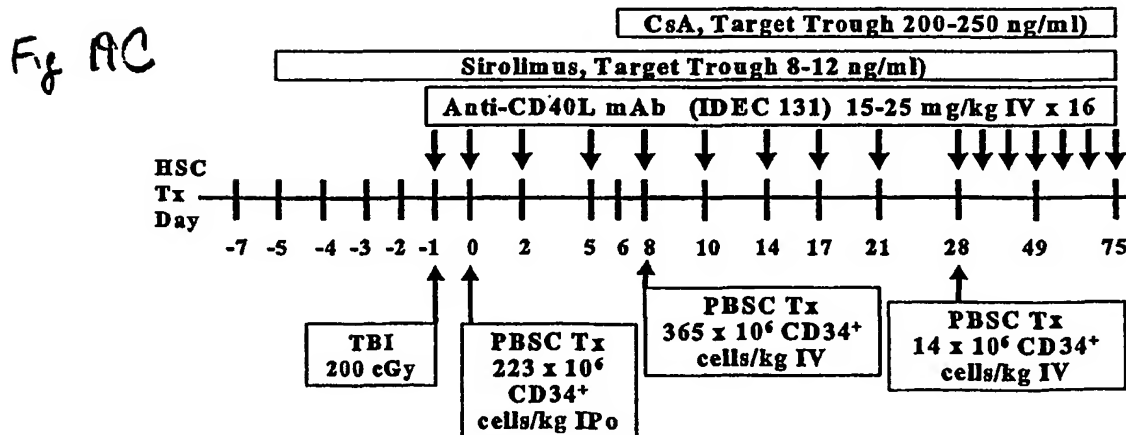 Fig AC
CsA, Target Trough 200-250 ng/ml)
Sirolimus, Target Trough 8-12 ng/ml)
Anti-CD40L mAb (IDEC 131) 15-25 mg/kg IV x 16
HSC
Tx
Day
-7 -5 -4 -3 -2 -1 0 2 5 6 8 10 14 17 21 28 49 75
TBI
200 cGy
PBSC Tx
223 x 10⁶
CD34⁺
cells/kg IPo
PBSC Tx
365 x 10⁶ CD34⁺
cells/kg IV
PBSC Tx
14 x 10⁶ CD34⁺
cells/kg IV